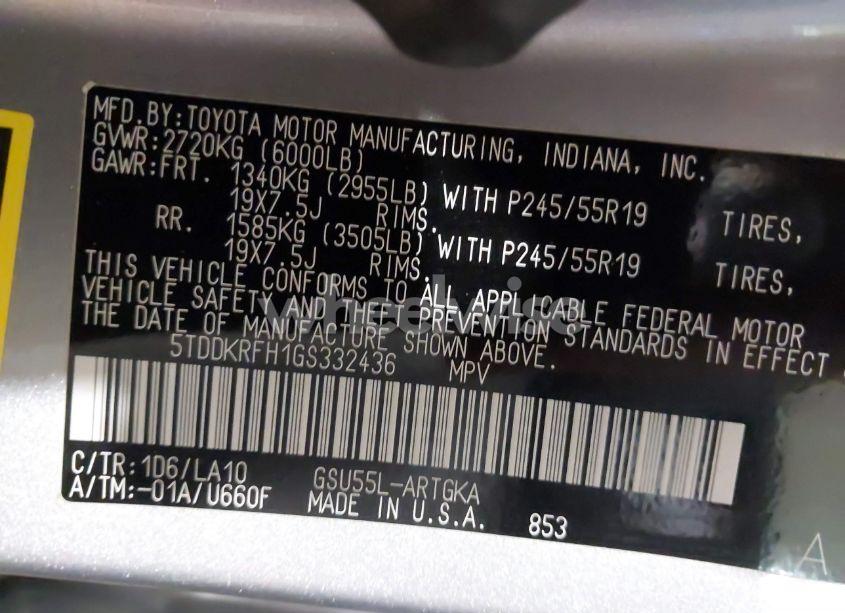 MFD.BY:TOYOTA MOTOR MANUFACTURING, INDIANA, INC.
GVWR:2720KG (6000LB)
GAWR:FRT. 1340KG (2955LB) WITH P245/55R19 TIRES,
19X7.5J RIMS.
RR. 1585KG (3505LB) WITH P245/55R19 TIRES,
19X7.5J RIMS.
THIS VEHICLE CONFORMS TO ALL APPLICABLE FEDERAL MOTOR
VEHICLE SAFETY AND THEFT PREVENTION STANDARDS IN EFFECT
THE DATE OF MANUFACTURE SHOWN ABOVE.
5TDDKRFH1GS332436 MPV
C/TR:1D6/LA10 GSU55L-ARTGKA
A/TM:-01A/U660F MADE IN U.S.A. 853
A
wheelwise